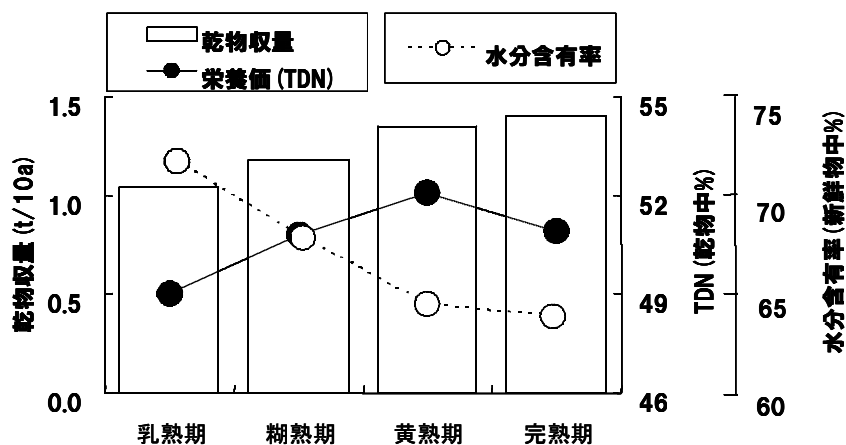 乾物収量
栄養価(TDN)
水分含有率
乾物収量(t/10a)
1.5
1.0
0.5
0.0
55
52
49
46
TDN(乾物中%)
75
70
65
60
水分含有率(新鮮物中%)
乳熟期 糊熟期 黄熟期 完熟期